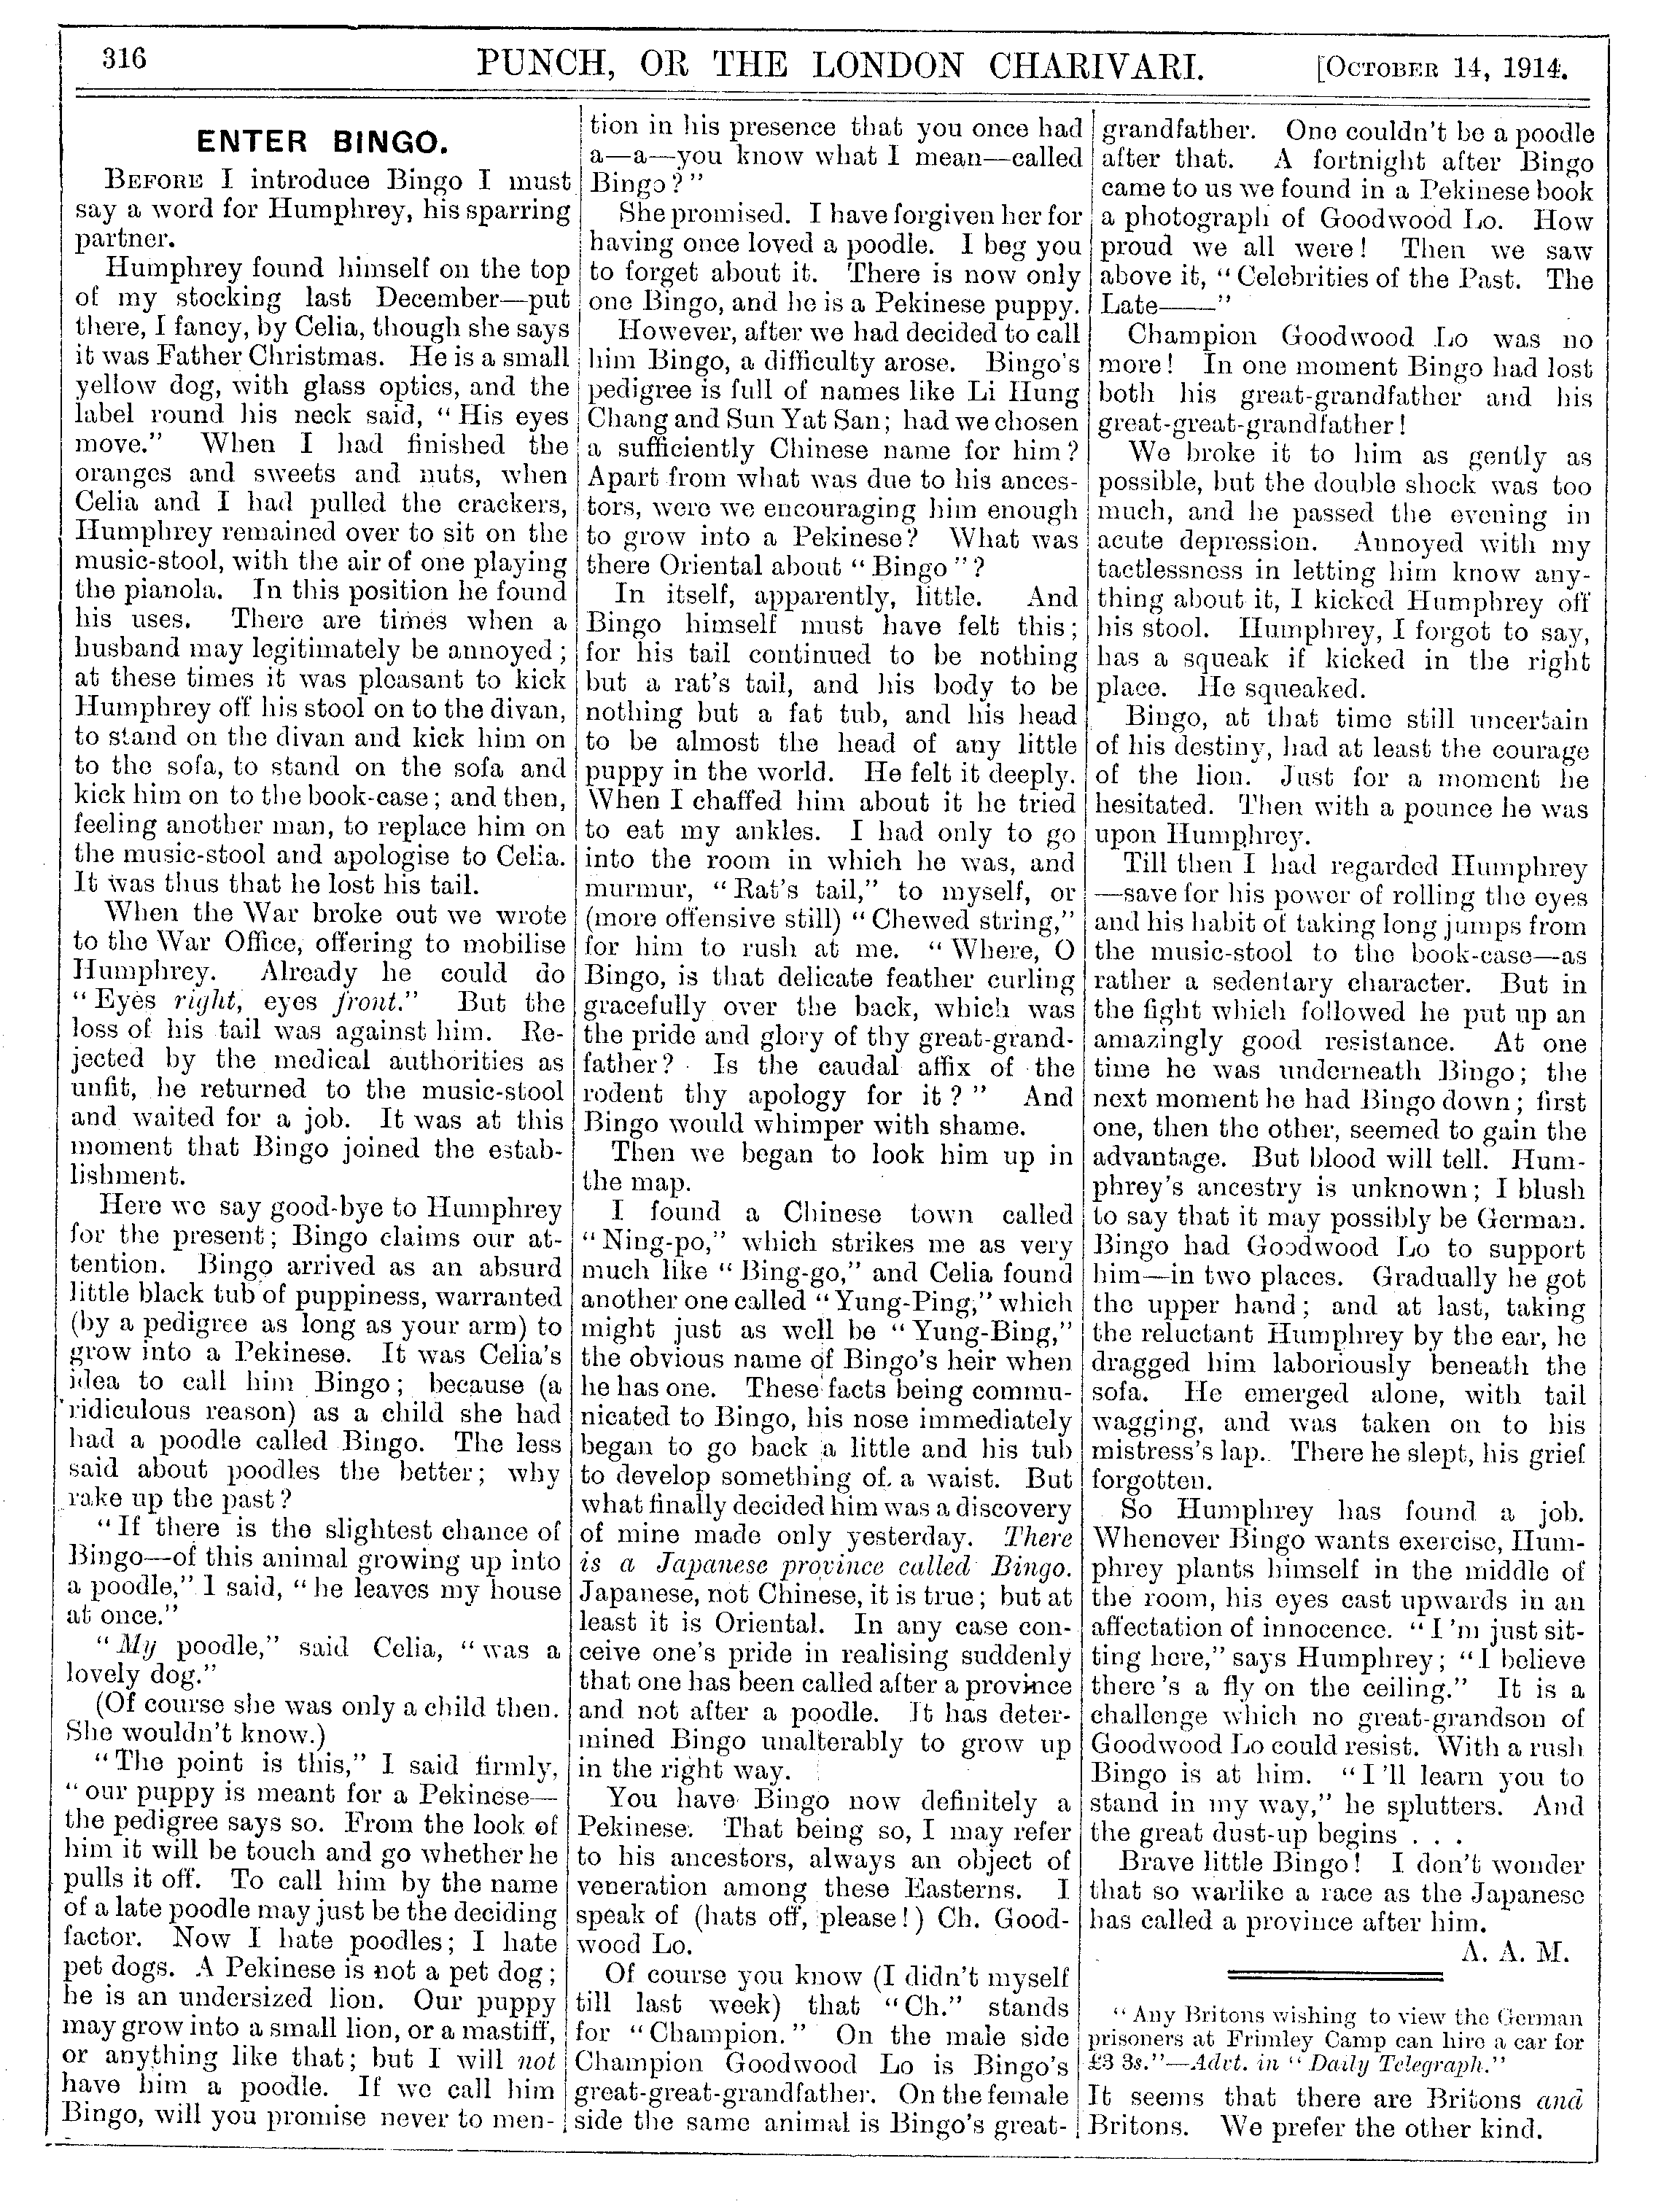 316 PUNCH, OR THE LONDON CHARIVARI. [OCTOBER 14, 1914.
ENTER BINGO.
BEFORE I introduce Bingo I must
say a word for Humphrey, his sparring
partner.
Humphrey found himself on the top
of my stocking last December—put
there, I fancy, by Celia, though she says
it was Father Christmas. He is a small
yellow dog, with glass optics, and the
label round his neck said, "His eyes
move." When I had finished the
oranges and sweets and nuts, when
Celia and I had pulled the crackers,
Humphrey remained over to sit on the
music-stool, with the air of one playing
the pianola. In this position he found
his uses. There are times when a
husband may legitimately be annoyed;
at these times it was pleasant to kick
Humphrey off his stool on to the divan,
to stand on the divan and kick him on
to the sofa, to stand on the sofa and
kick him on to the book-case; and then,
feeling another man, to replace him on
the music-stool and apologise to Celia.
It was thus that he lost his tail.
When the War broke out we wrote
to the War Office, offering to mobilise
Humphrey. Already he could do
"Eyes right, eyes front." But the
loss of his tail was against him. Re-
jected by the medical authorities as
unfit, he returned to the music-stool
and waited for a job. It was at this
moment that Bingo joined the estab-
lishment.
Here we say good-bye to Humphrey
for the present; Bingo claims our at-
tention. Bingo arrived as an absurd
little black tub of puppiness, warranted
(by a pedigree as long as your arm) to
grow into a Pekinese. It was Celia's
idea to call him Bingo; because (a
ridiculous reason) as a child she had
had a poodle called Bingo. The less
said about poodles the better; why
rake up the past?
"If there is the slightest chance of
Bingo—of this animal growing up into
a poodle," I said, "he leaves my house
at once."
"My poodle," said Celia, "was a
lovely dog."
(Of course she was only a child then.
She wouldn't know.)
"The point is this," I said firmly,
"our puppy is meant for a Pekinese—
the pedigree says so. From the look of
him it will be touch and go whether he
pulls it off. To call him by the name
of a late poodle may just be the deciding
factor. Now I hate poodles; I hate
pet dogs. A Pekinese is not a pet dog;
he is an undersized lion. Our puppy
may grow into a small lion, or a mastiff,
or anything like that; but I will not
have him a poodle. If we call him
Bingo, will you promise never to men-
tion in his presence that you once had
a—a—you know what I mean—called
Bingo?"
She promised. I have forgiven her for
having once loved a poodle. I beg you
to forget about it. There is now only
one Bingo, and he is a Pekinese puppy.
However, after we had decided to call
him Bingo, a difficulty arose. Bingo's
pedigree is full of names like Li Hung
Chang and Sun Yat San; had we chosen
a sufficiently Chinese name for him?
Apart from what was due to his ances-
tors, were we encouraging him enough
to grow into a Pekinese? What was
there Oriental about "Bingo"?
In itself, apparently, little. And
Bingo himself must have felt this;
for his tail continued to be nothing
but a rat's tail, and his body to be
nothing but a fat tub, and his head
to be almost the head of any little
puppy in the world. He felt it deeply.
When I chaffed him about it he tried
to eat my ankles. I had only to go
into the room in which he was, and
murmur, "Rat's tail," to myself, or
(more offensive still) "Chewed string,"
for him to rush at me. "Where, O
Bingo, is that delicate feather curling
gracefully over the back, which was
the pride and glory of thy great-grand-
father? Is the caudal affix of the
rodent thy apology for it?" And
Bingo would whimper with shame.
Then we began to look him up in
the map.
I found a Chinese town called
"Ning-po," which strikes me as very
much like "Bing-go," and Celia found
another one called "Yung-Ping," which
might just as well be "Yung-Bing,"
the obvious name of Bingo's heir when
he has one. These facts being commu-
nicated to Bingo, his nose immediately
began to go back a little and his tub
to develop something of a waist. But
what finally decided him was a discovery
of mine made only yesterday. There
is a Japanese province called Bingo.
Japanese, not Chinese, it is true; but at
least it is Oriental. In any case con-
ceive one's pride in realising suddenly
that one has been called after a province
and not after a poodle. It has deter-
mined Bingo unalterably to grow up
in the right way.
You have Bingo now definitely a
Pekinese. That being so, I may refer
to his ancestors, always an object of
veneration among these Easterns. I
speak of (hats off, please!) Ch. Good-
wood Lo.
Of course you know (I didn't myself
till last week) that "Ch." stands
for "Champion." On the male side
Champion Goodwood Lo is Bingo's
great-great-grandfather. On the female
side the same animal is Bingo's great-
grandfather. One couldn't be a poodle
after that. A fortnight after Bingo
came to us we found in a Pekinese book
a photograph of Goodwood Lo. How
proud we all were! Then we saw
above it, "Celebrities of the Past. The
Late——"
Champion Goodwood Lo was no
more! In one moment Bingo had lost
both his great-grandfather and his
great-great-grandfather!
We broke it to him as gently as
possible, but the double shock was too
much, and he passed the evening in
acute depression. Annoyed with my
tactlessness in letting him know any-
thing about it, I kicked Humphrey off
his stool. Humphrey, I forgot to say,
has a squeak if kicked in the right
place. He squeaked.
Bingo, at that time still uncertain
of his destiny, had at least the courage
of the lion. Just for a moment he
hesitated. Then with a pounce he was
upon Humphrey.
Till then I had regarded Humphrey
—save for his power of rolling the eyes
and his habit of taking long jumps from
the music-stool to the book-case—as
rather a sedentary character. But in
the fight which followed he put up an
amazingly good resistance. At one
time he was underneath Bingo; the
next moment he had Bingo down; first
one, then the other, seemed to gain the
advantage. But blood will tell. Hum-
phrey's ancestry is unknown; I blush
to say that it may possibly be German.
Bingo had Goodwood Lo to support
him—in two places. Gradually he got
the upper hand; and at last, taking
the reluctant Humphrey by the ear, he
dragged him laboriously beneath the
sofa. He emerged alone, with tail
wagging, and was taken on to his
mistress's lap. There he slept, his grief
forgotten.
So Humphrey has found a job.
Whenever Bingo wants exercise, Hum-
phrey plants himself in the middle of
the room, his eyes cast upwards in an
affectation of innocence. "I'm just sit-
ting here," says Humphrey; "I believe
there's a fly on the ceiling." It is a
challenge which no great-grandson of
Goodwood Lo could resist. With a rush
Bingo is at him. "I'll learn you to
stand in my way," he splutters. And
the great dust-up begins . . .
Brave little Bingo! I don't wonder
that so warlike a race as the Japanese
has called a province after him.
A. A. M.
"Any Britons wishing to view the German
prisoners at Frimley Camp can hire a car for
£3 3s."—Advt. in "Daily Telegraph."
It seems that there are Britons and
Britons. We prefer the other kind.